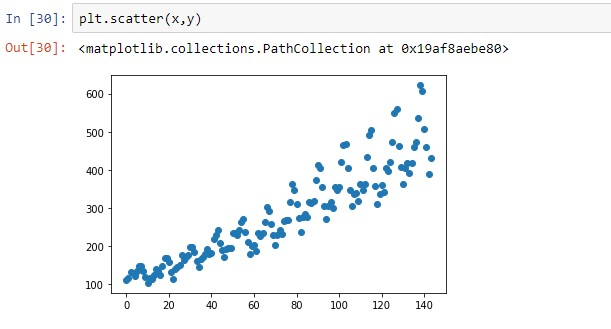 In [30]: plt.scatter(x,y)
Out[30]: <matplotlib.collections.PathCollection at 0x19af8aebe80>
600
500
400
300
200
100
0 20 40 60 80 100 120 140